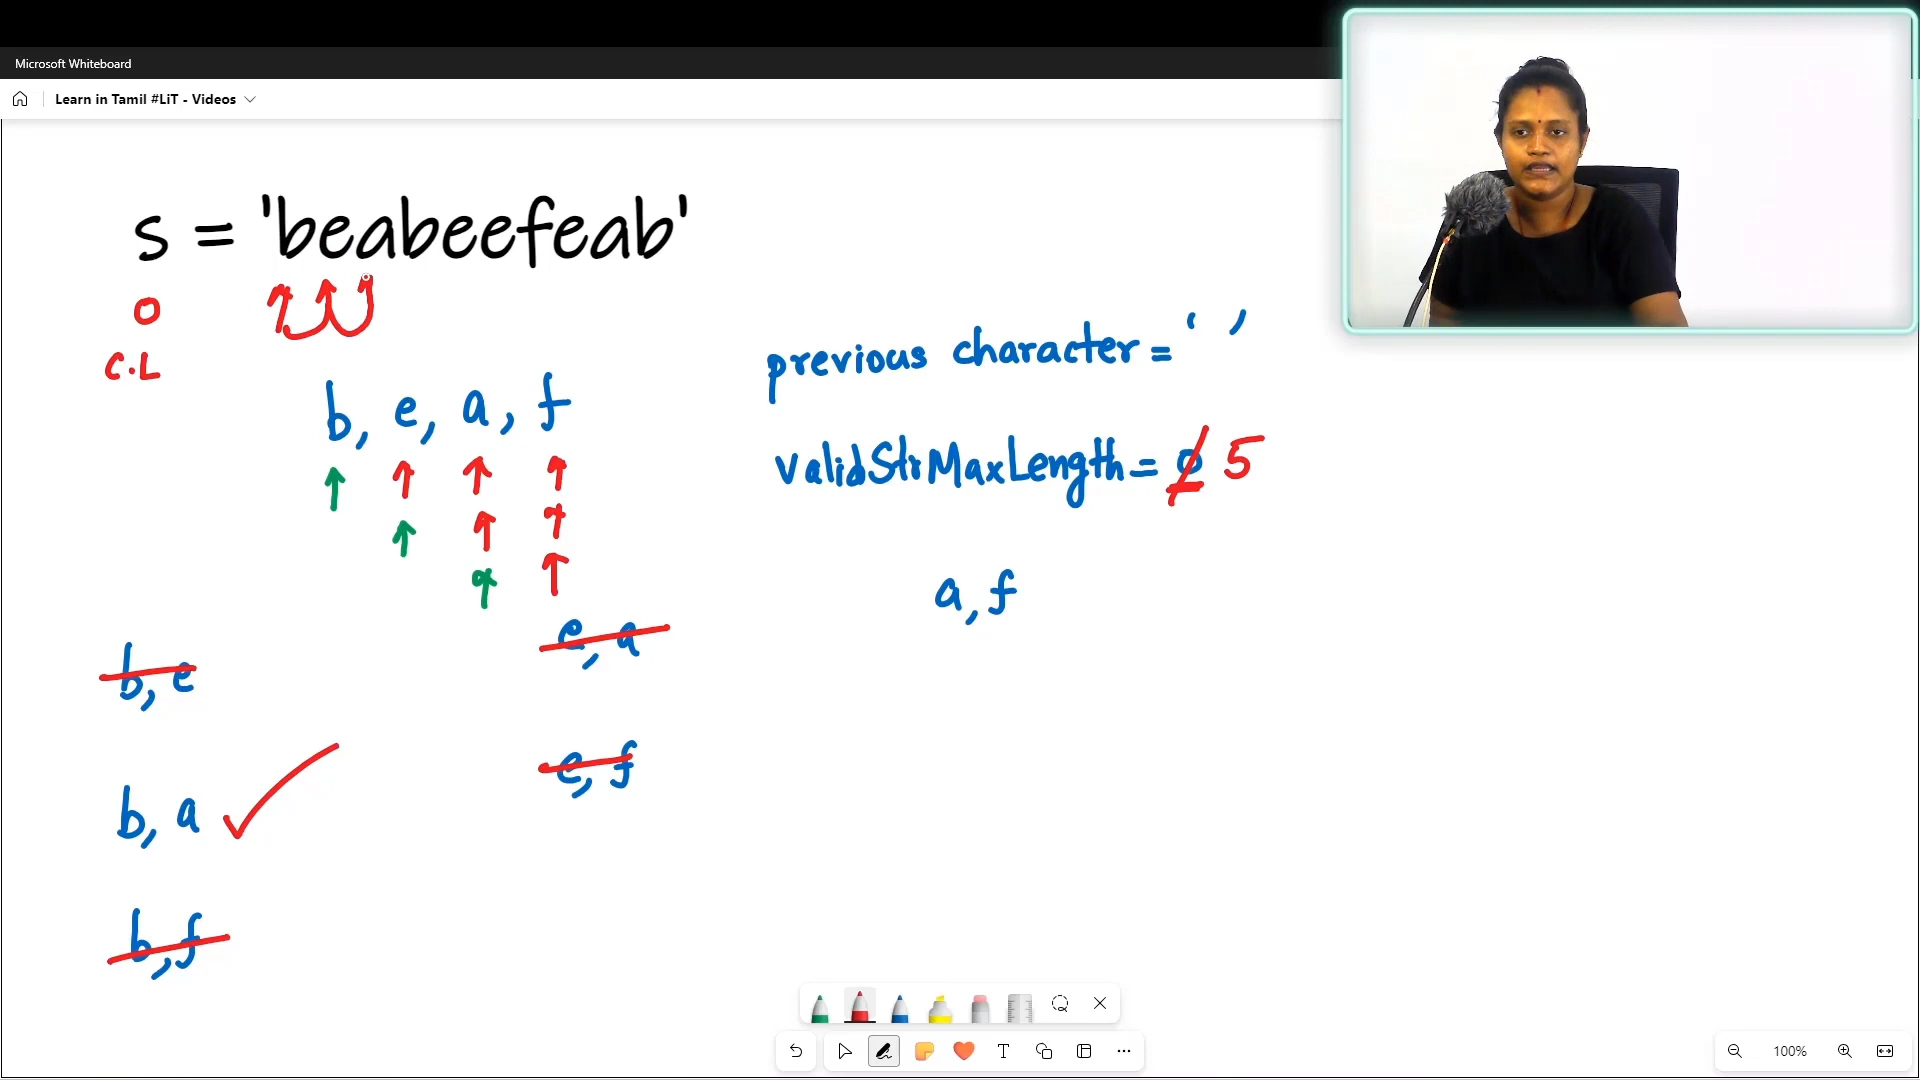 Microsoft Whiteboard
Learn in Tamil #LiT - Videos
s = 'beabeefeab'
0
C.L
previous character = ' '
b, e, a, f
validStrMaxLength = 0 5
a, f
e, a
b, e
e, f
b, a
b, f
T
100%